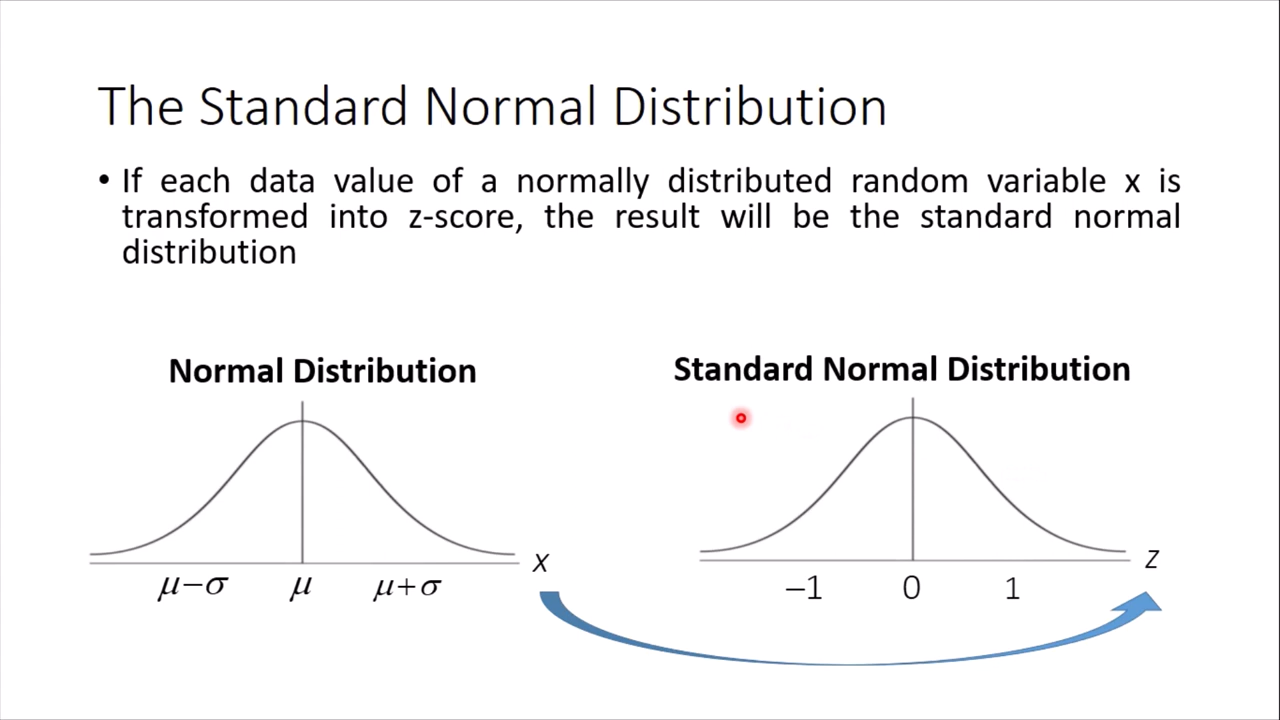 The Standard Normal Distribution
• If each data value of a normally distributed random variable x is
transformed into z-score, the result will be the standard normal
distribution
Normal Distribution
Standard Normal Distribution
x
μ−σ μ μ+σ
z
−1 0 1